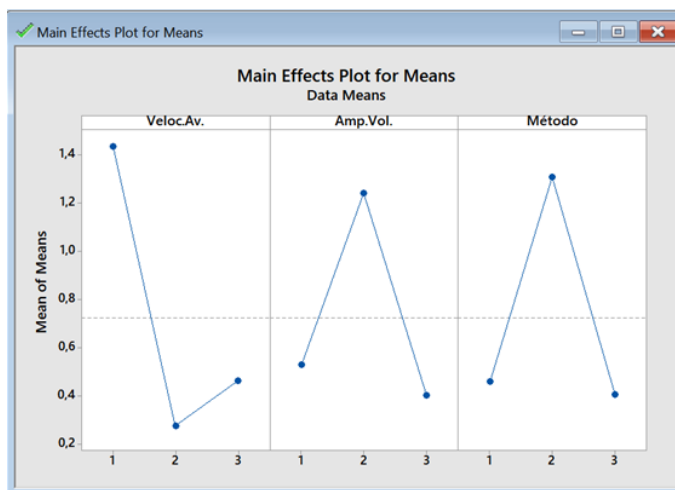 Main Effects Plot for Means
Main Effects Plot for Means
Data Means
Veloc.Av. Amp.Vol. Método
Mean of Means
1,4
1,2
1,0
0,8
0,6
0,4
0,2
1 2 3 1 2 3 1 2 3